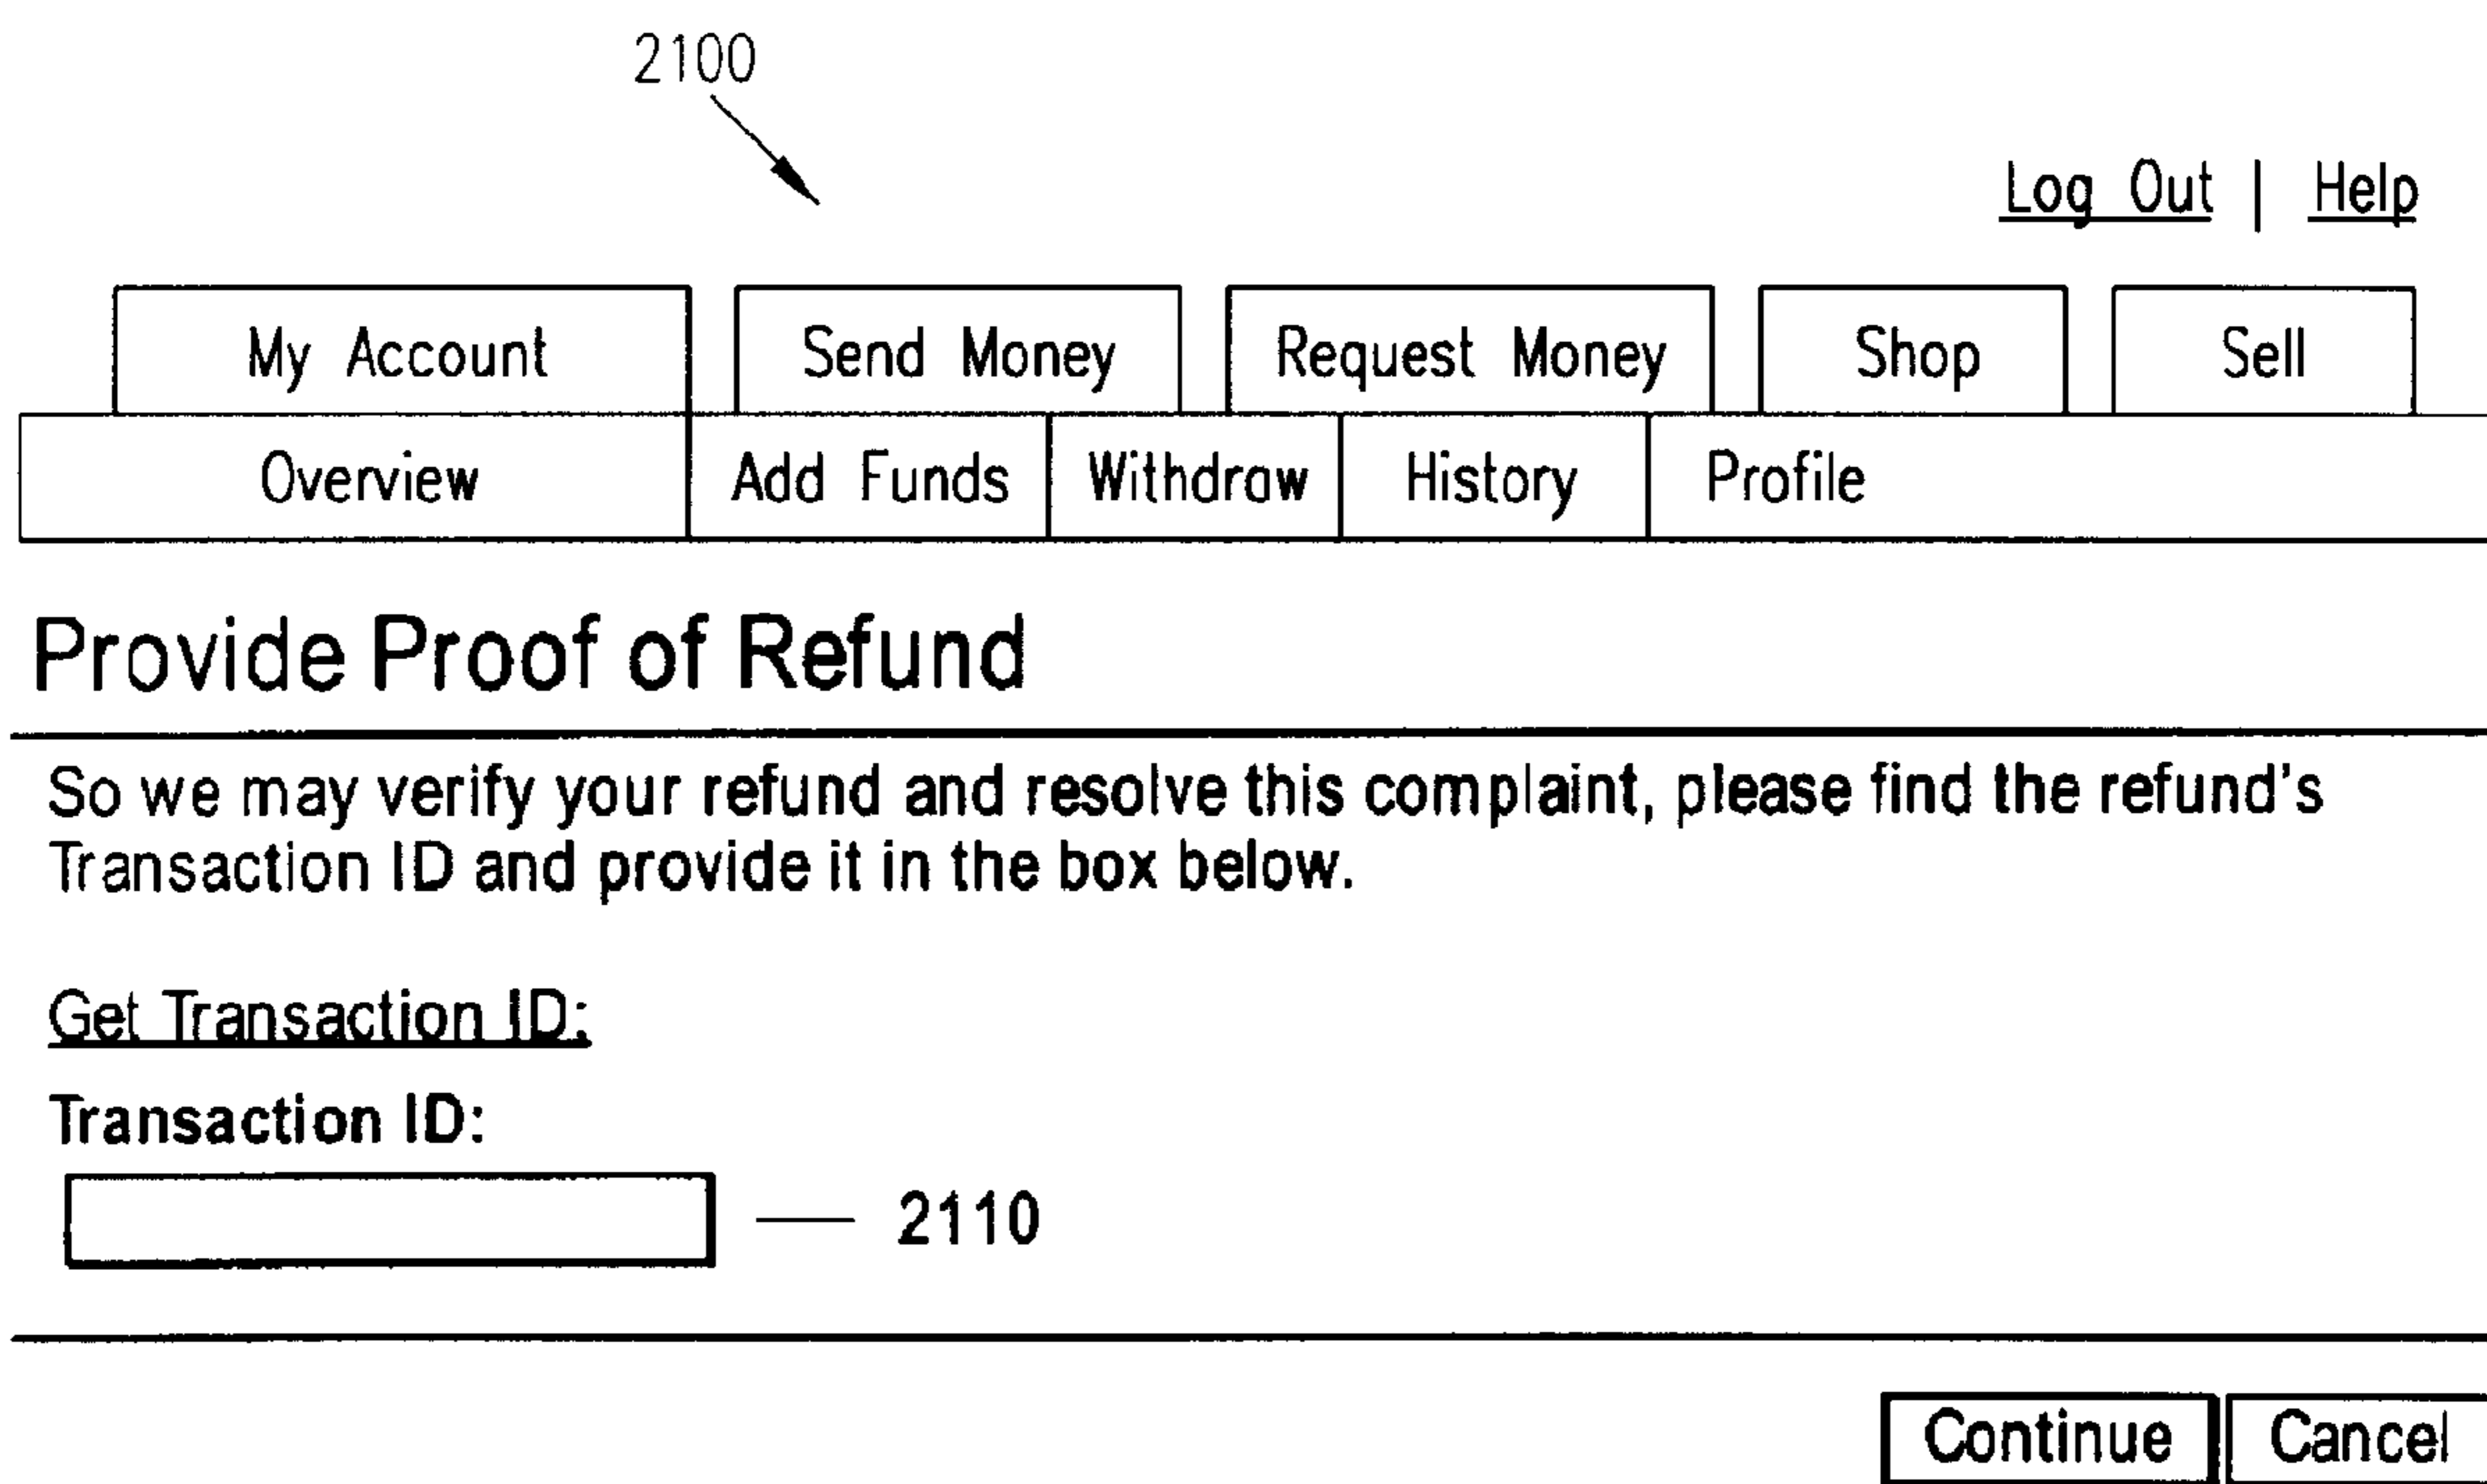 2100
Log Out | Help
My Account Send Money Request Money Shop Sell
Overview Add Funds Withdraw History Profile
Provide Proof of Refund
So we may verify your refund and resolve this complaint, please find the refund's
Transaction ID and provide it in the box below.
Get Transaction ID:
Transaction ID:
2110
Continue Cancel